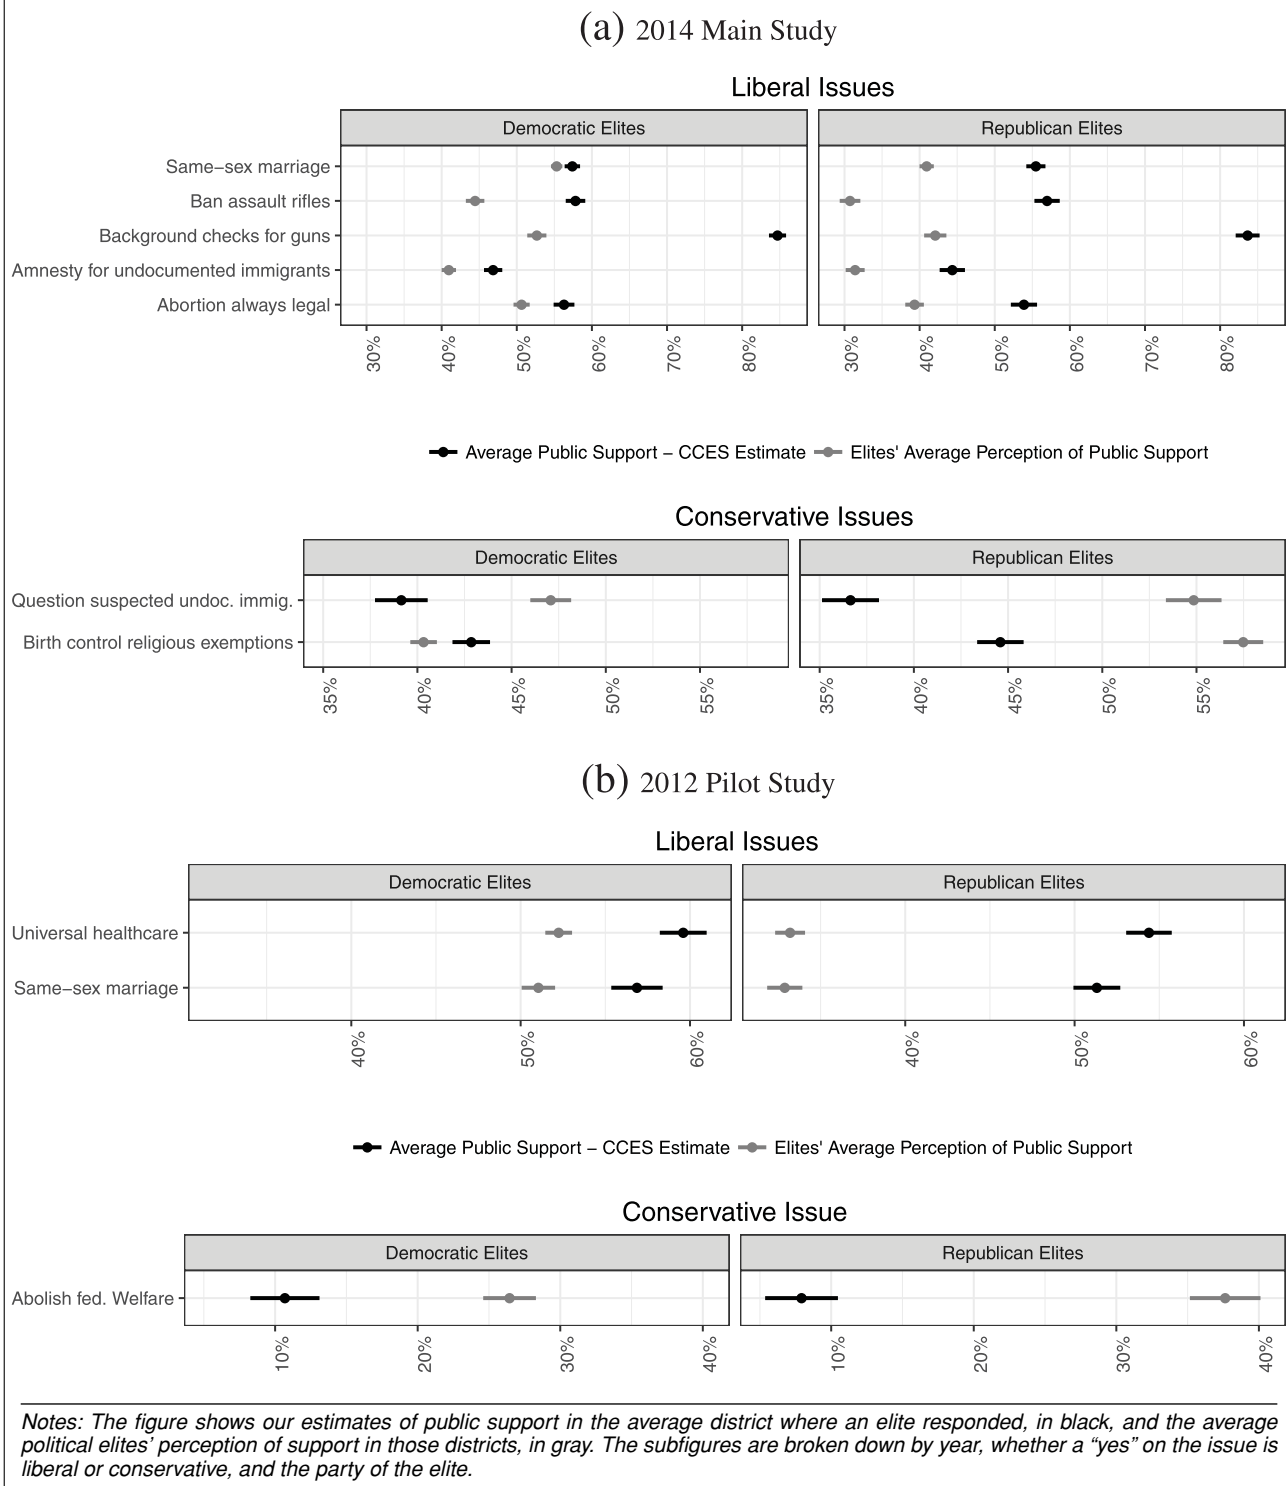 (a) 2014 Main Study
Liberal Issues
Democratic Elites
Republican Elites
Same−sex marriage
Ban assault rifles
Background checks for guns
Amnesty for undocumented immigrants
Abortion always legal
30% 40% 50% 60% 70% 80%
30% 40% 50% 60% 70% 80%
Average Public Support − CCES Estimate Elites' Average Perception of Public Support
Conservative Issues
Democratic Elites
Republican Elites
Question suspected undoc. immig.
Birth control religious exemptions
35% 40% 45% 50% 55%
35% 40% 45% 50% 55%
(b) 2012 Pilot Study
Liberal Issues
Democratic Elites
Republican Elites
Universal healthcare
Same−sex marriage
40% 50% 60%
40% 50% 60%
Average Public Support − CCES Estimate Elites' Average Perception of Public Support
Conservative Issue
Democratic Elites
Republican Elites
Abolish fed. Welfare
10% 20% 30% 40%
10% 20% 30% 40%
Notes: The figure shows our estimates of public support in the average district where an elite responded, in black, and the average
political elites’ perception of support in those districts, in gray. The subfigures are broken down by year, whether a “yes” on the issue is
liberal or conservative, and the party of the elite.